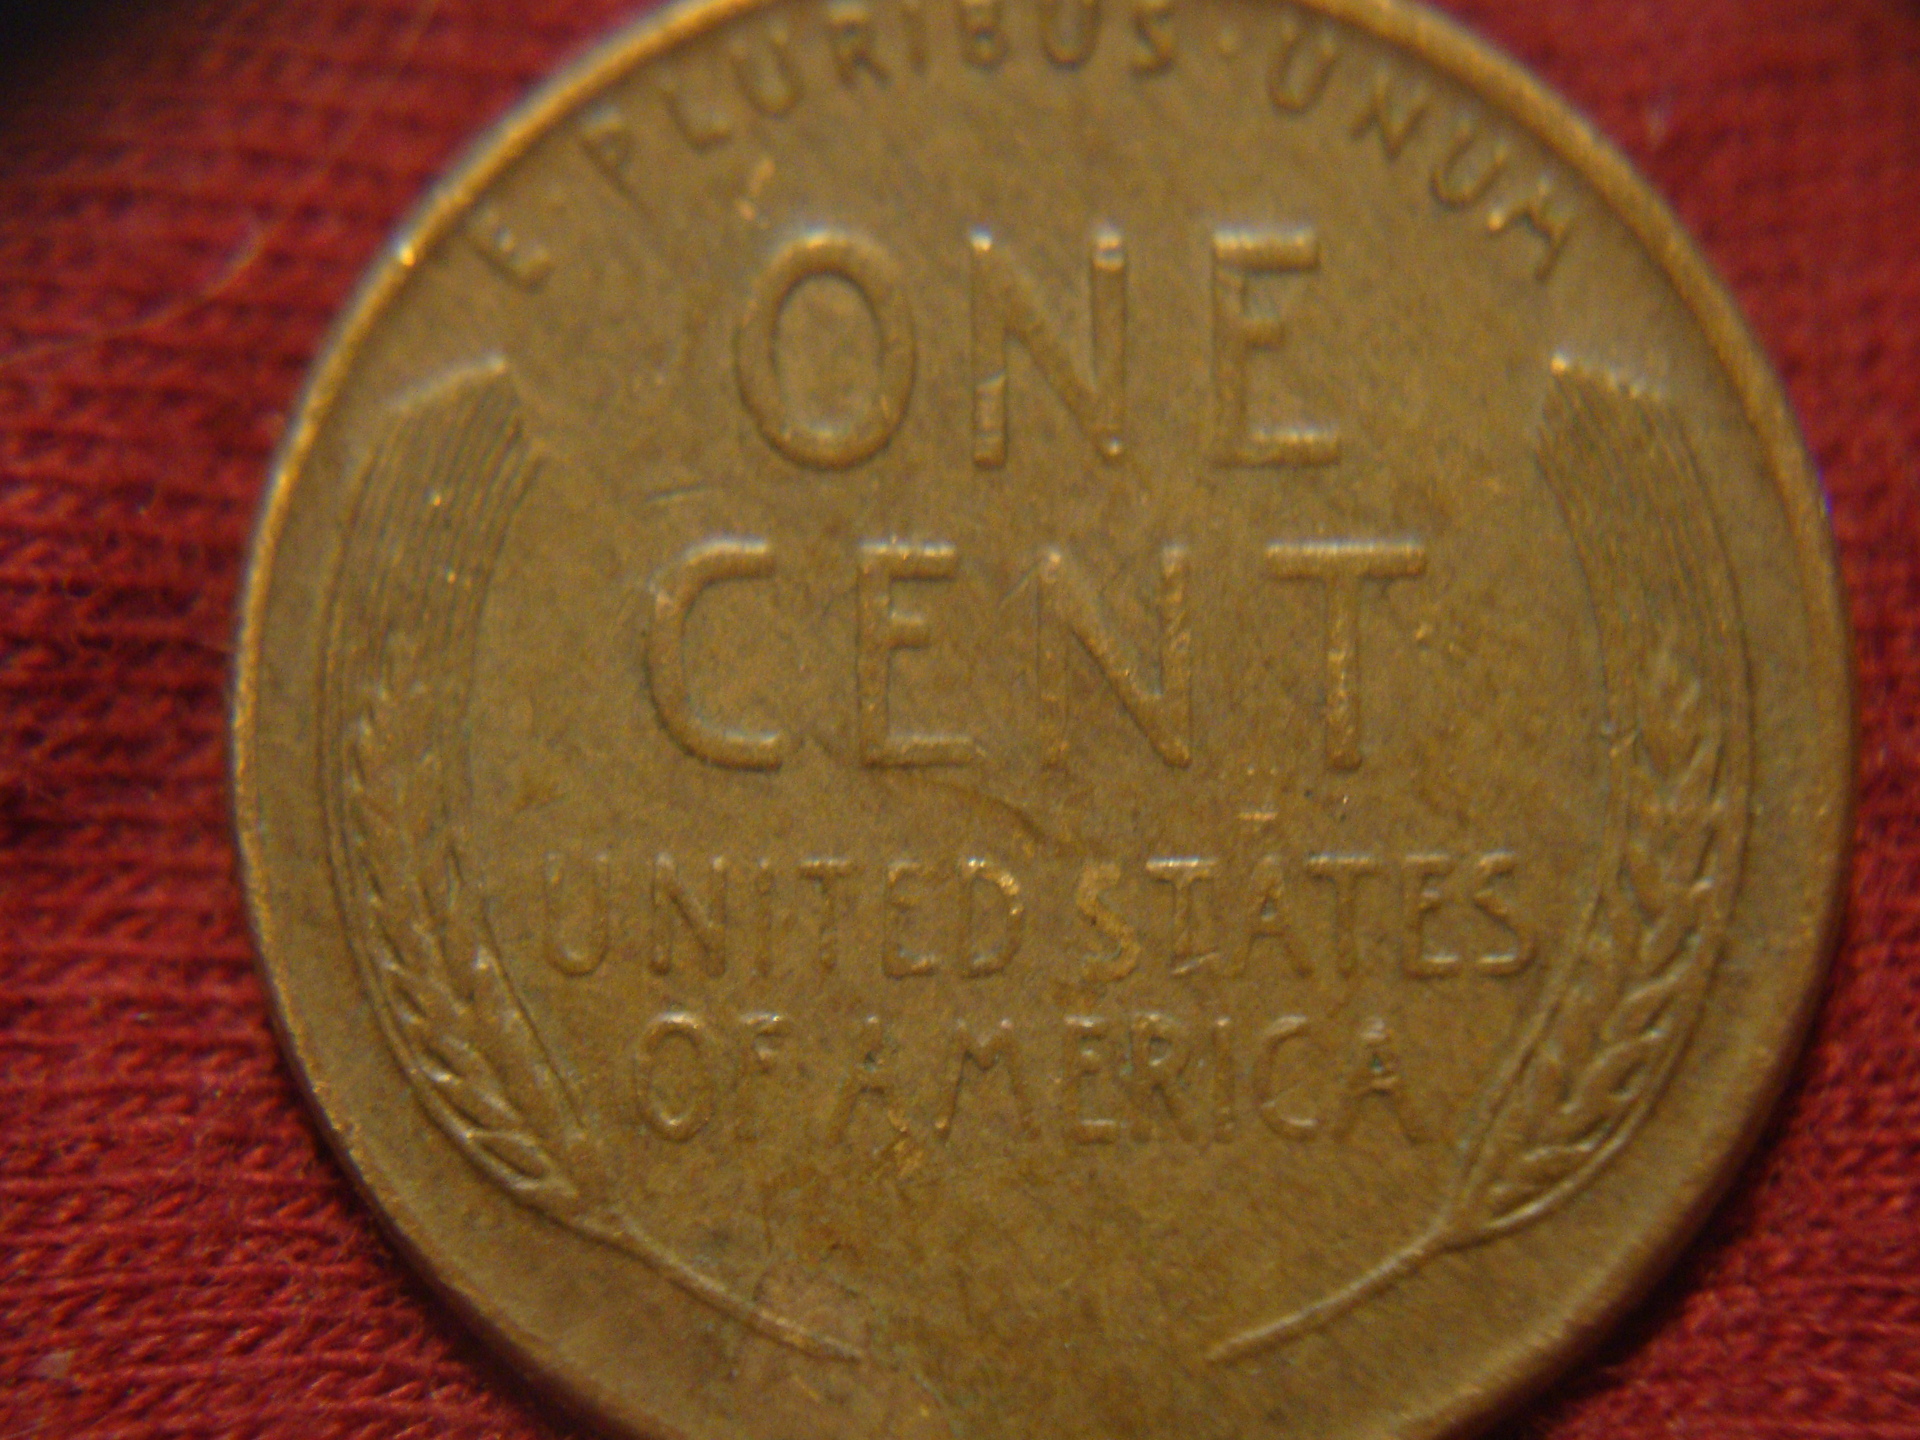 E PLURIBUS · UNUM
ONE
CENT
UNITED STATES
OF AMERICA